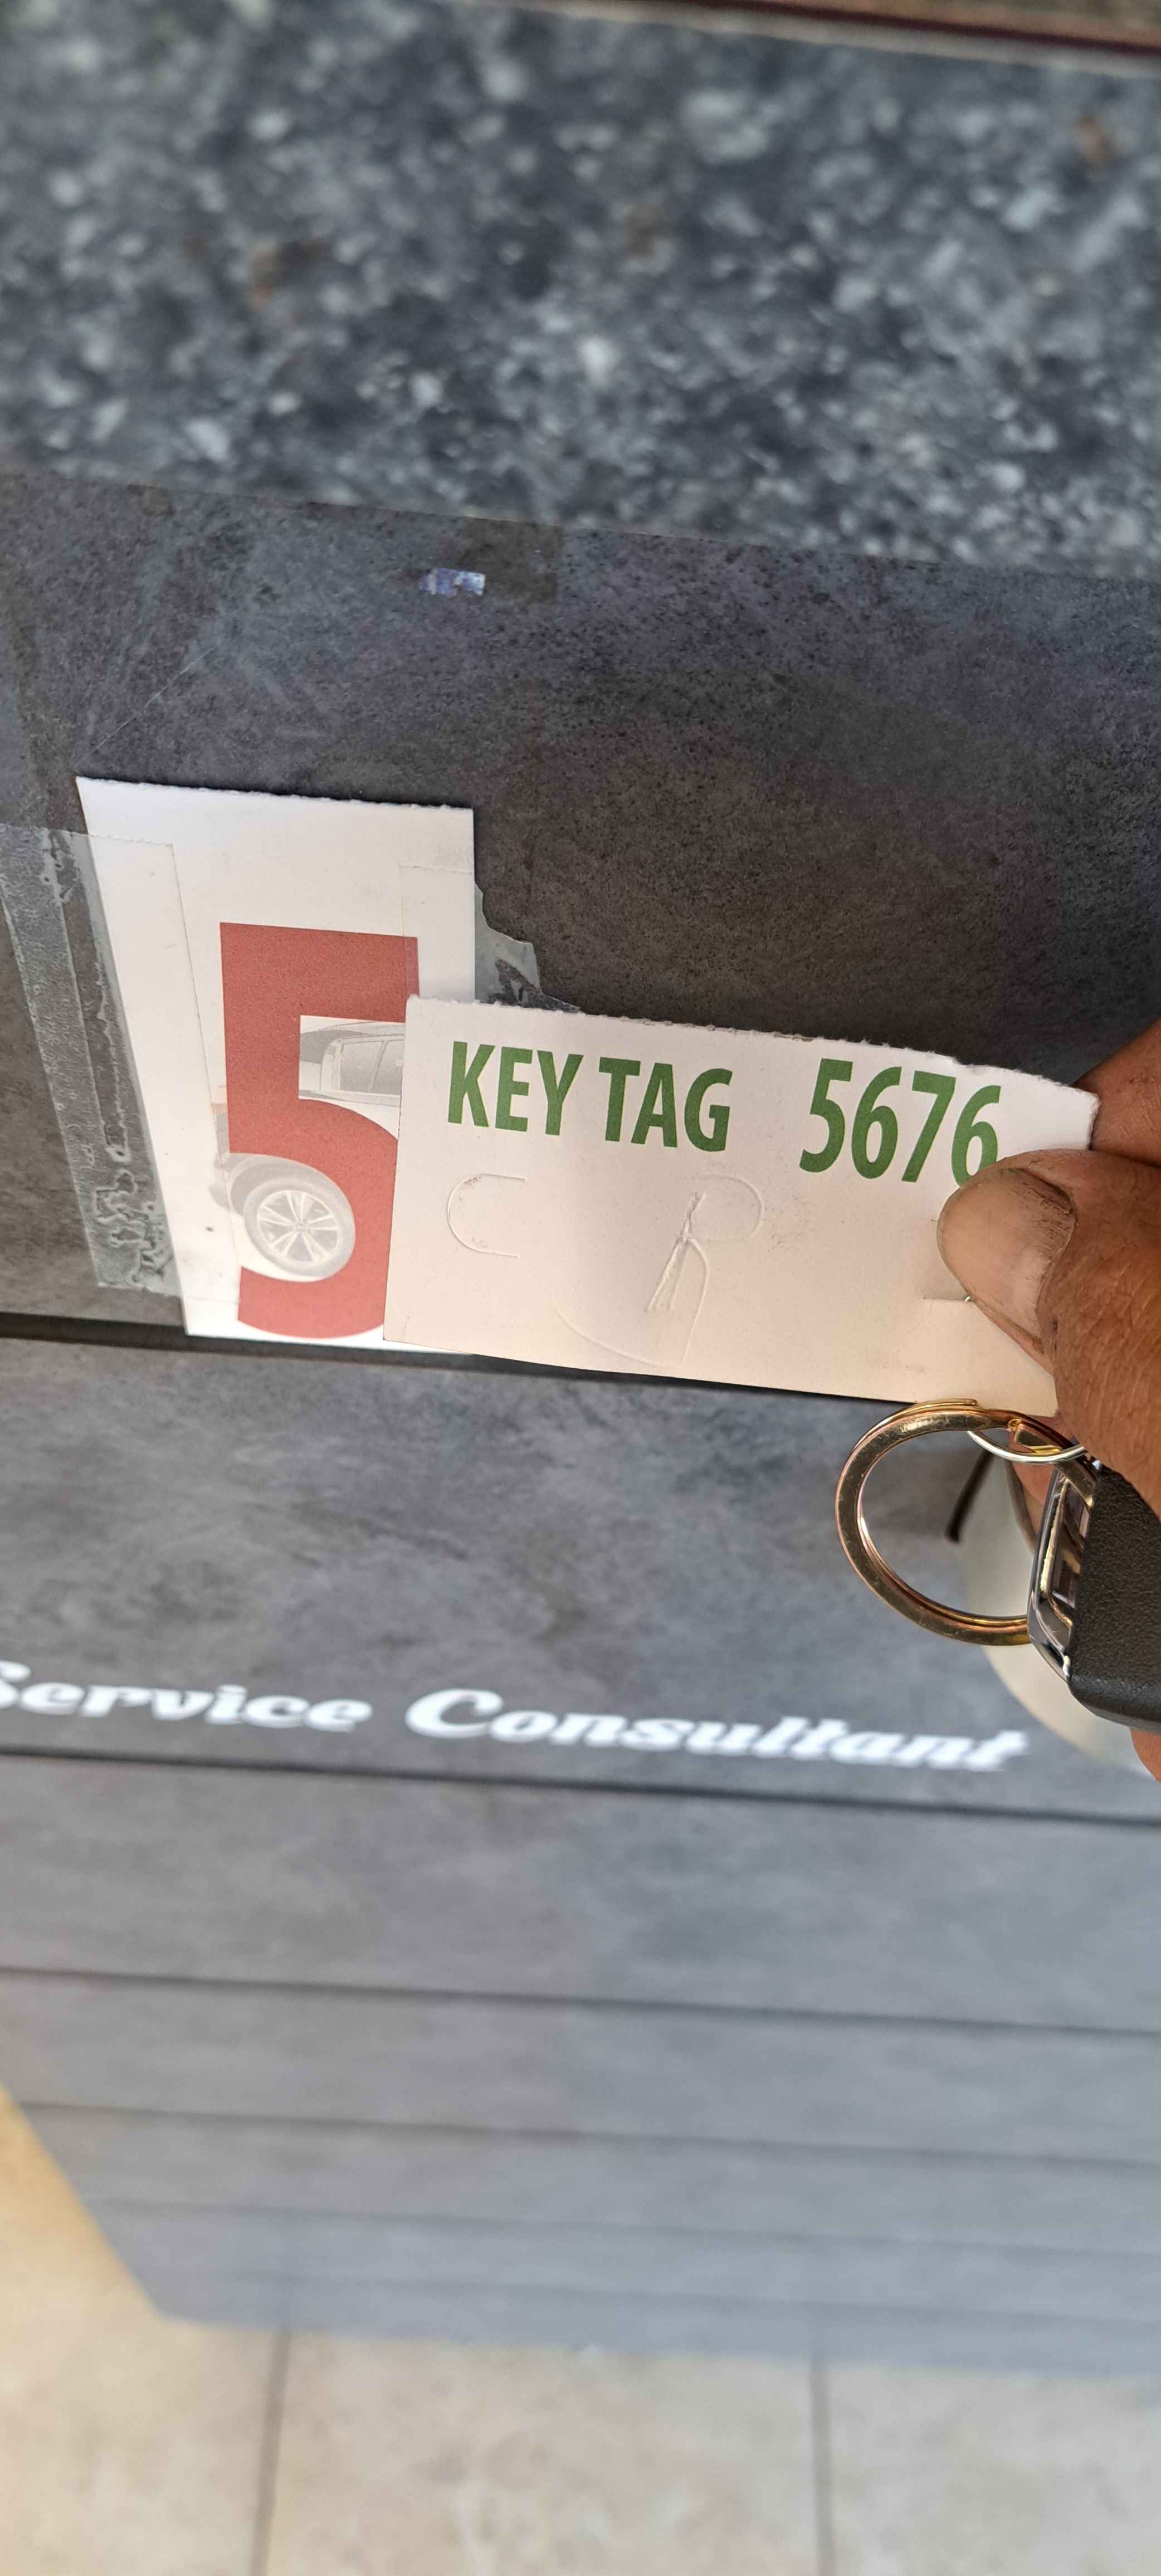 5
KEY TAG 5676
Service Consultant